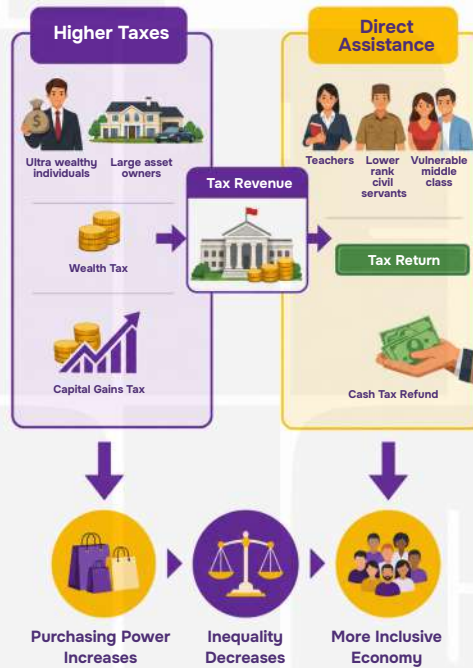 Higher Taxes
Ultra wealthy
individuals
Large asset
owners
Wealth Tax
Capital Gains Tax
Tax Revenue
Direct
Assistance
Teachers
Lower
rank
civil
servants
Vulnerable
middle
class
Tax Return
Cash Tax Refund
Purchasing Power
Increases
Inequality
Decreases
More Inclusive
Economy